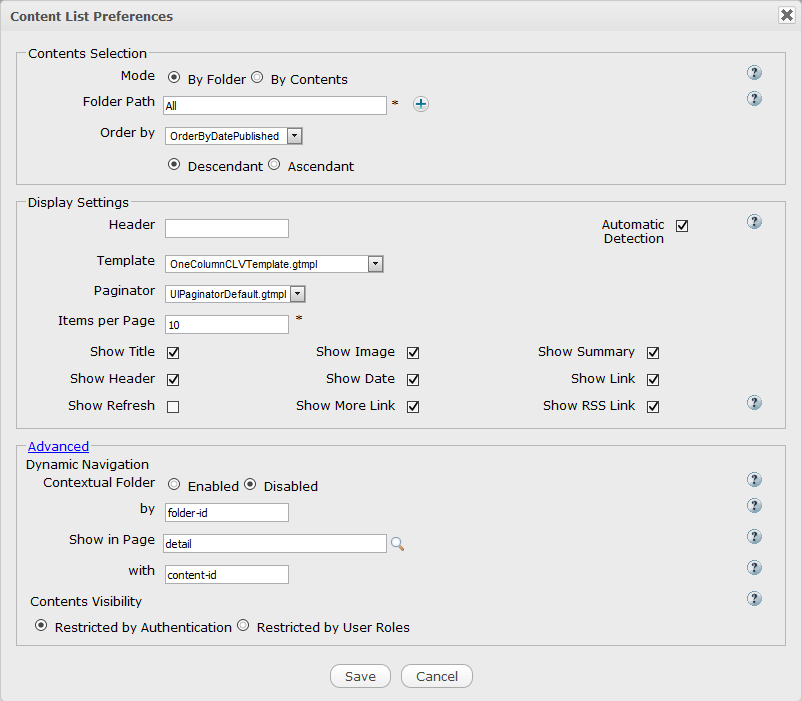 Content List Preferences
Contents Selection
Mode By Folder By Contents ?
Folder Path All * + ?
Order by OrderByDatePublished
Descendant Ascendant
Display Settings
Header Automatic Detection ?
Template OneColumnCLVTemplate.gtmpl
Paginator UIPaginatorDefault.gtmpl
Items per Page 10 *
Show Title Show Image Show Summary
Show Header Show Date Show Link
Show Refresh Show More Link Show RSS Link ?
Advanced
Dynamic Navigation
Contextual Folder Enabled Disabled ?
by folder-id ?
Show in Page detail ?
with content-id ?
Contents Visibility ?
Restricted by Authentication Restricted by User Roles
Save Cancel